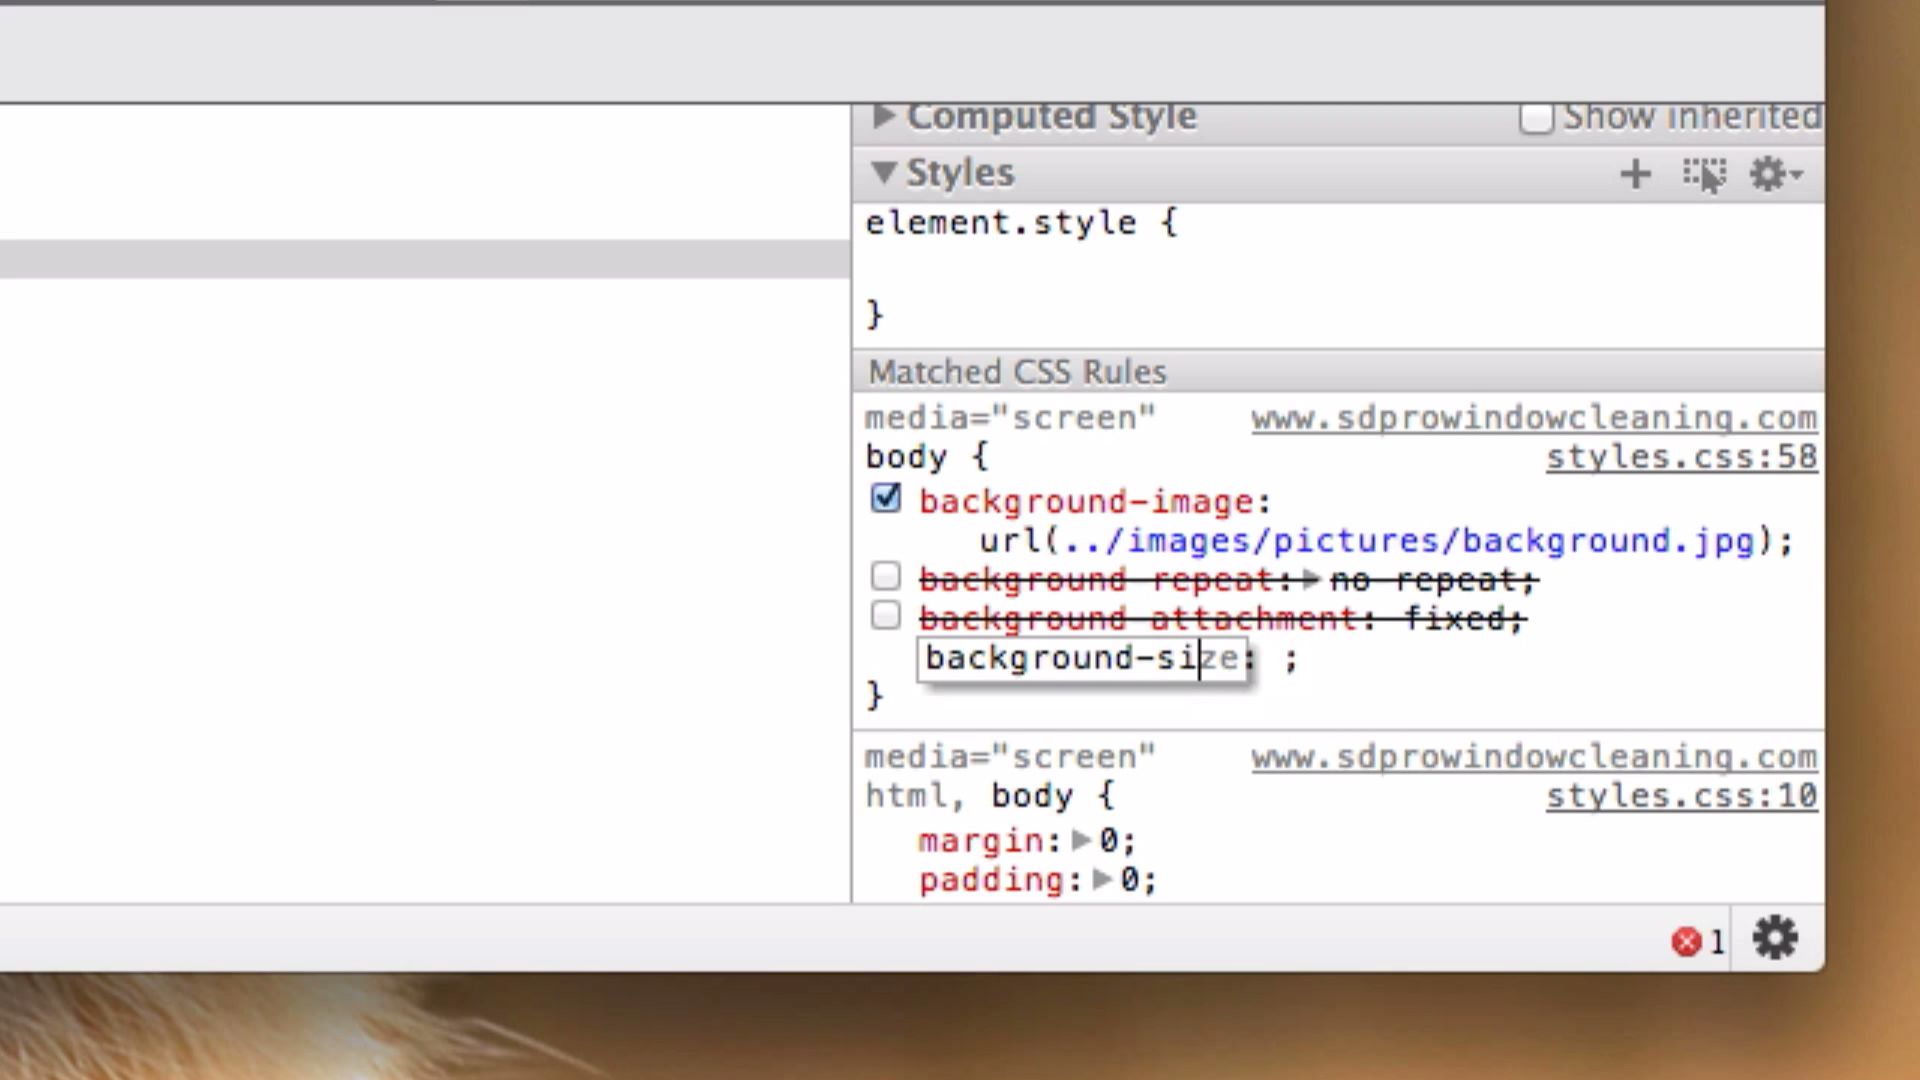 Computed Style Show inherited
Styles
element.style {
}
Matched CSS Rules
media="screen" www.sdprowindowcleaning.com
body { styles.css:58
background-image:
url(../images/pictures/background.jpg);
background-repeat: no-repeat;
background-attachment: fixed;
background-size: ;
}
media="screen" www.sdprowindowcleaning.com
html, body { styles.css:10
margin: 0;
padding: 0;
1